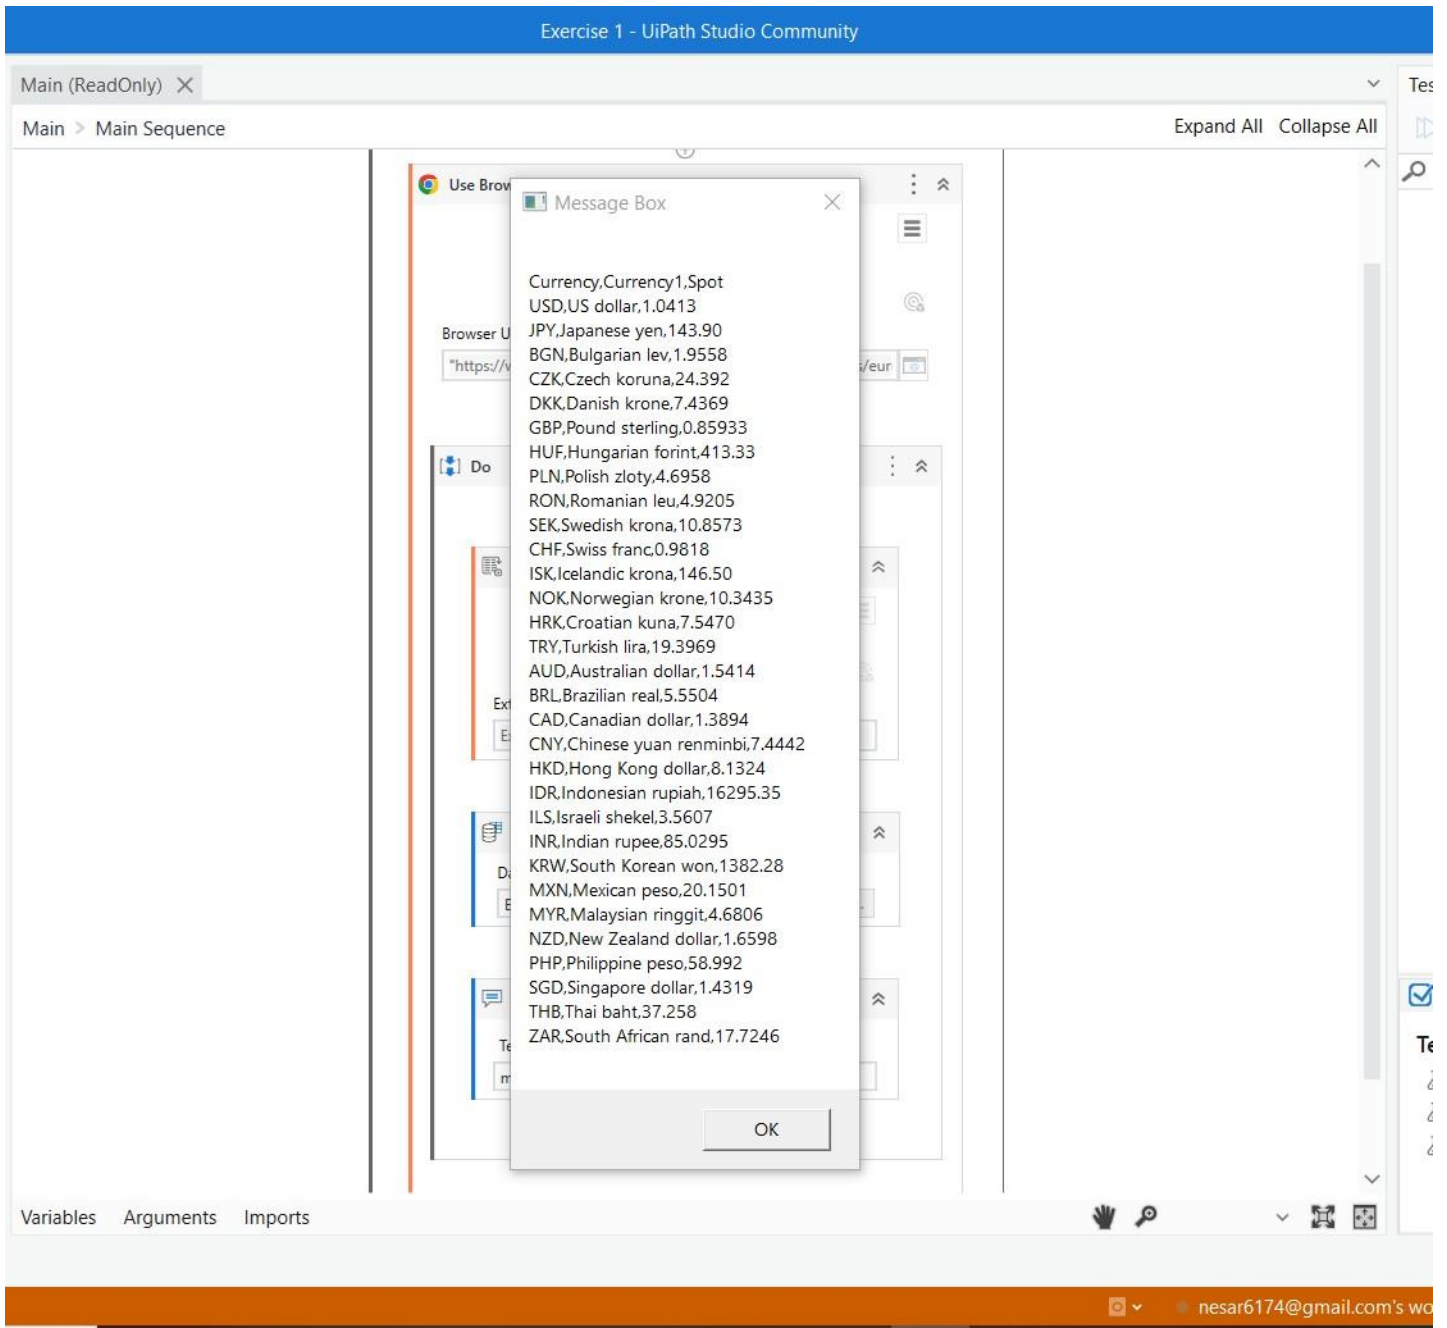 Exercise 1 - UiPath Studio Community
Main (ReadOnly)
Main > Main Sequence
Expand All Collapse All
Use Brow
Message Box
Currency,Currency1,Spot
USD,US dollar,1.0413
JPY,Japanese yen,143.90
BGN,Bulgarian lev,1.9558
CZK,Czech koruna,24.392
DKK,Danish krone,7.4369
GBP,Pound sterling,0.85933
HUF,Hungarian forint,413.33
PLN,Polish zloty,4.6958
RON,Romanian leu,4.9205
SEK,Swedish krona,10.8573
CHF,Swiss franc,0.9818
ISK,Icelandic krona,146.50
NOK,Norwegian krone,10.3435
HRK,Croatian kuna,7.5470
TRY,Turkish lira,19.3969
AUD,Australian dollar,1.5414
BRL,Brazilian real,5.5504
CAD,Canadian dollar,1.3894
CNY,Chinese yuan renminbi,7.4442
HKD,Hong Kong dollar,8.1324
IDR,Indonesian rupiah,16295.35
ILS,Israeli shekel,3.5607
INR,Indian rupee,85.0295
KRW,South Korean won,1382.28
MXN,Mexican peso,20.1501
MYR,Malaysian ringgit,4.6806
NZD,New Zealand dollar,1.6598
PHP,Philippine peso,58.992
SGD,Singapore dollar,1.4319
THB,Thai baht,37.258
ZAR,South African rand,17.7246
OK
Browser U
"https://w
s/eur
Do
Ext
Variables Arguments Imports
Tes
Te
nesar6174@gmail.com's wo